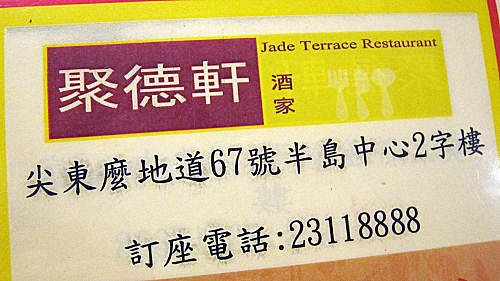 Jade Terrace Restaurant
聚德軒
酒家
尖東麼地道67號半島中心2字樓
訂座電話:23118888